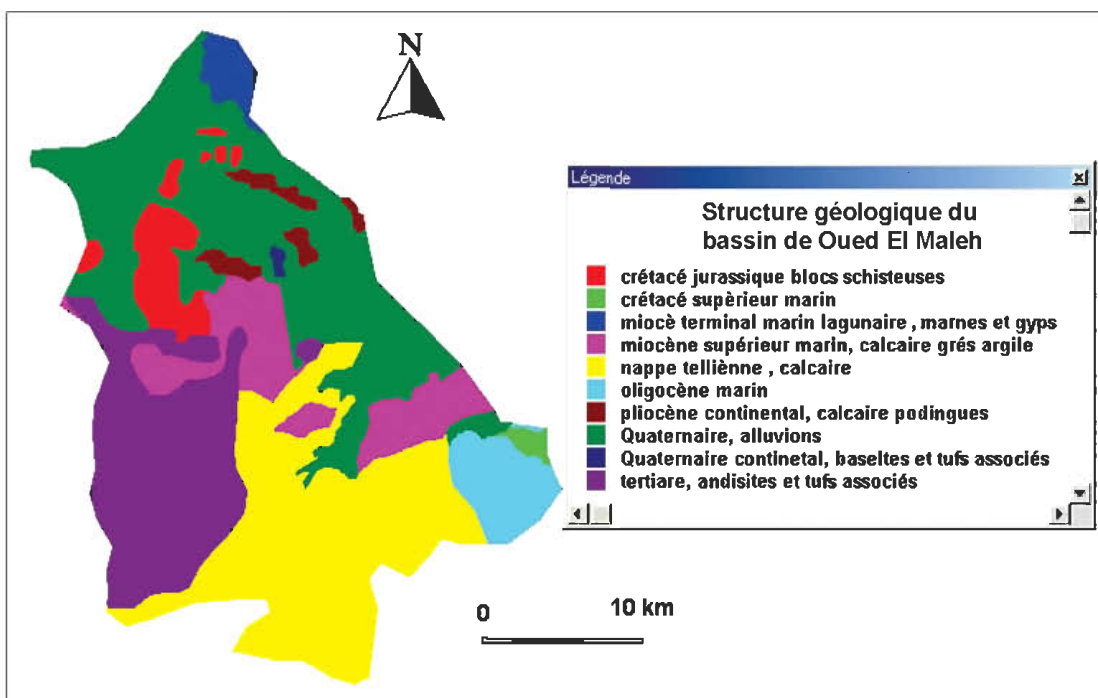 N
Légende
Structure géologique du
bassin de Oued El Maleh
crétacé jurassique blocs schisteuses
crétacé supèrieur marin
miocè terminal marin lagunaire , marnes et gyps
miocène supérieur marin, calcaire grés argile
nappe telliènne , calcaire
oligocène marin
pliocène continental, calcaire podingues
Quaternaire, alluvions
Quaternaire continetal, baseltes et tufs associés
tertiare, andisites et tufs associés
0 10 km